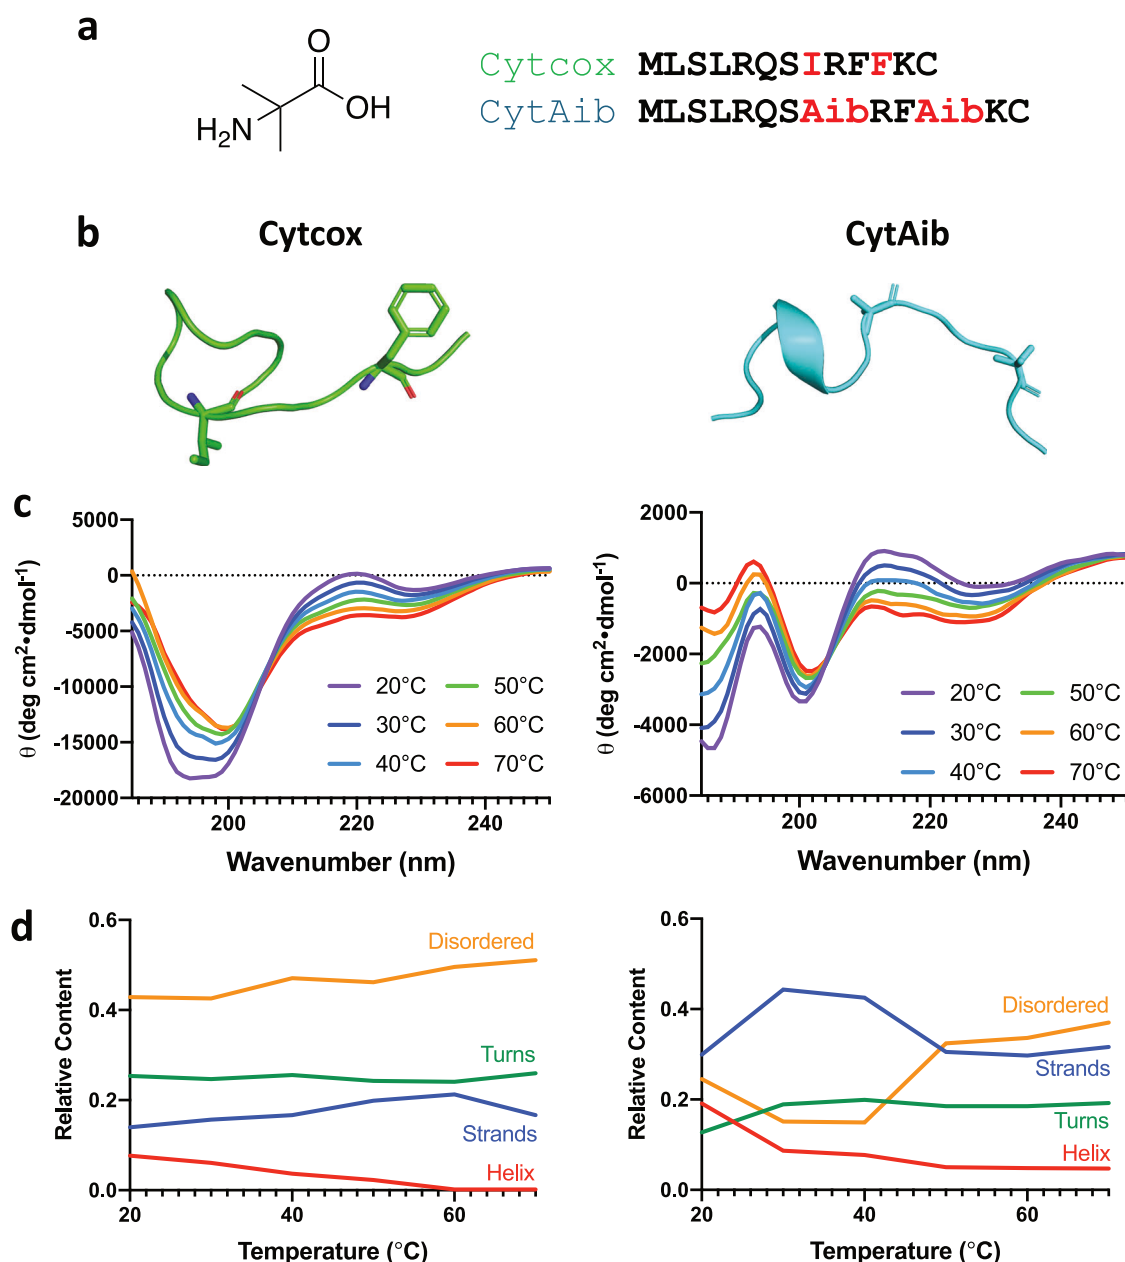 a
O
OH
H2N
Cytcox MLSLRQSIRFFKC
CytAib MLSLRQSAibRFAibKC
b
Cytcox
CytAib
c
θ (deg cm²•dmol⁻¹)
5000
0
-5000
-10000
-15000
-20000
20°C
30°C
40°C
50°C
60°C
70°C
200
220
240
Wavenumber (nm)
θ (deg cm²•dmol⁻¹)
2000
0
-2000
-4000
-6000
20°C
30°C
40°C
50°C
60°C
70°C
200
220
240
Wavenumber (nm)
d
Relative Content
0.6
0.4
0.2
0.0
Disordered
Turns
Strands
Helix
20
40
60
Temperature (°C)
Relative Content
0.6
0.4
0.2
0.0
Disordered
Strands
Turns
Helix
20
40
60
Temperature (°C)